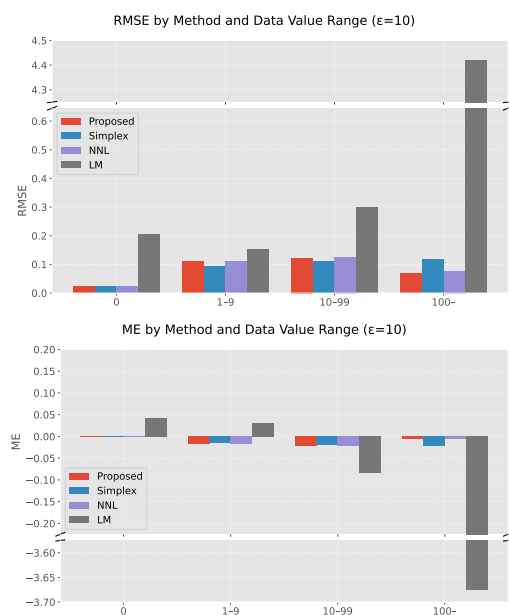 RMSE by Method and Data Value Range (ε=10)
4.5
4.4
4.3
0.6
0.5
0.4
0.3
0.2
0.1
0.0
RMSE
Proposed
Simplex
NNL
LM
0
1–9
10–99
100–
ME by Method and Data Value Range (ε=10)
0.20
0.15
0.10
0.05
0.00
−0.05
−0.10
−0.15
−0.20
−3.60
−3.65
−3.70
ME
Proposed
Simplex
NNL
LM
0
1–9
10–99
100–